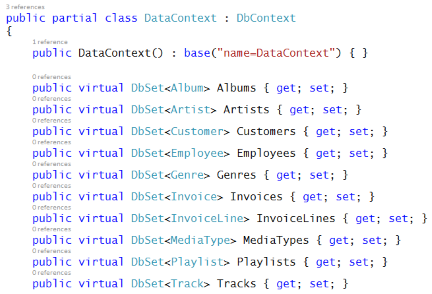 3 references
public partial class DataContext : DbContext
{
1 reference
public DataContext() : base("name=DataContext") { }
0 references
public virtual DbSet<Album> Albums { get; set; }
0 references
public virtual DbSet<Artist> Artists { get; set; }
0 references
public virtual DbSet<Customer> Customers { get; set; }
0 references
public virtual DbSet<Employee> Employees { get; set; }
0 references
public virtual DbSet<Genre> Genres { get; set; }
0 references
public virtual DbSet<Invoice> Invoices { get; set; }
0 references
public virtual DbSet<InvoiceLine> InvoiceLines { get; set; }
0 references
public virtual DbSet<MediaType> MediaTypes { get; set; }
0 references
public virtual DbSet<Playlist> Playlists { get; set; }
0 references
public virtual DbSet<Track> Tracks { get; set; }